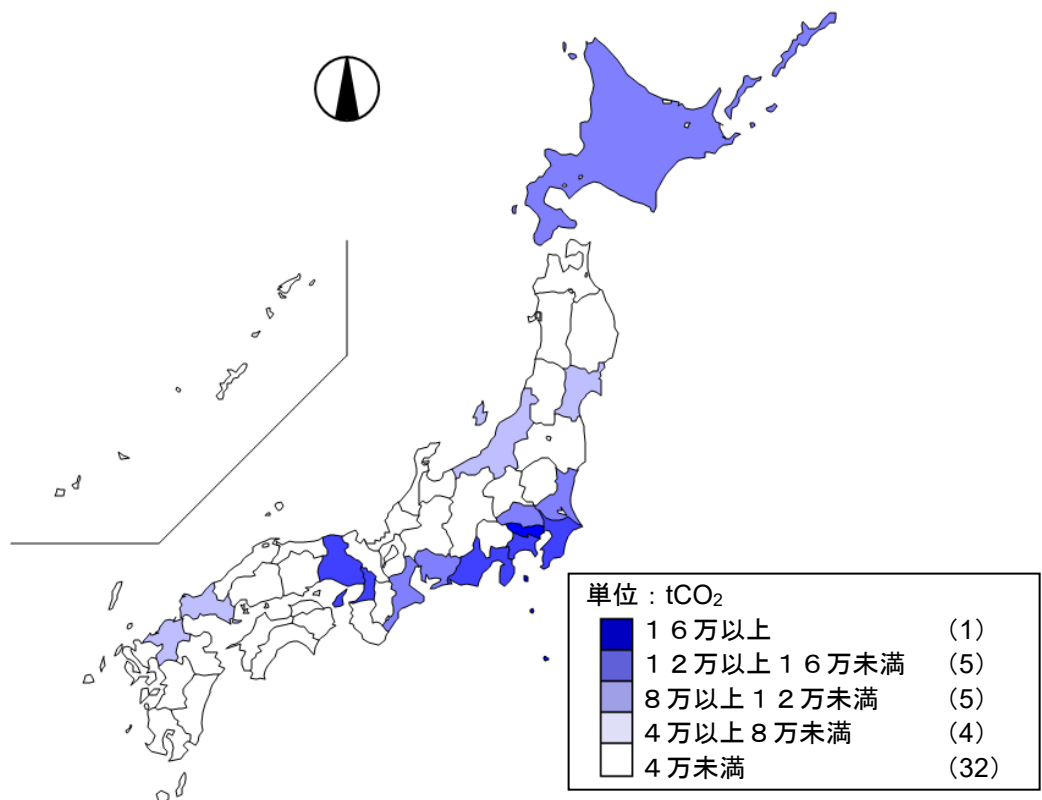 単位：tCO₂
１６万以上 （1）
１２万以上１６万未満 （5）
８万以上１２万未満 （5）
４万以上８万未満 （4）
４万未満 （32）